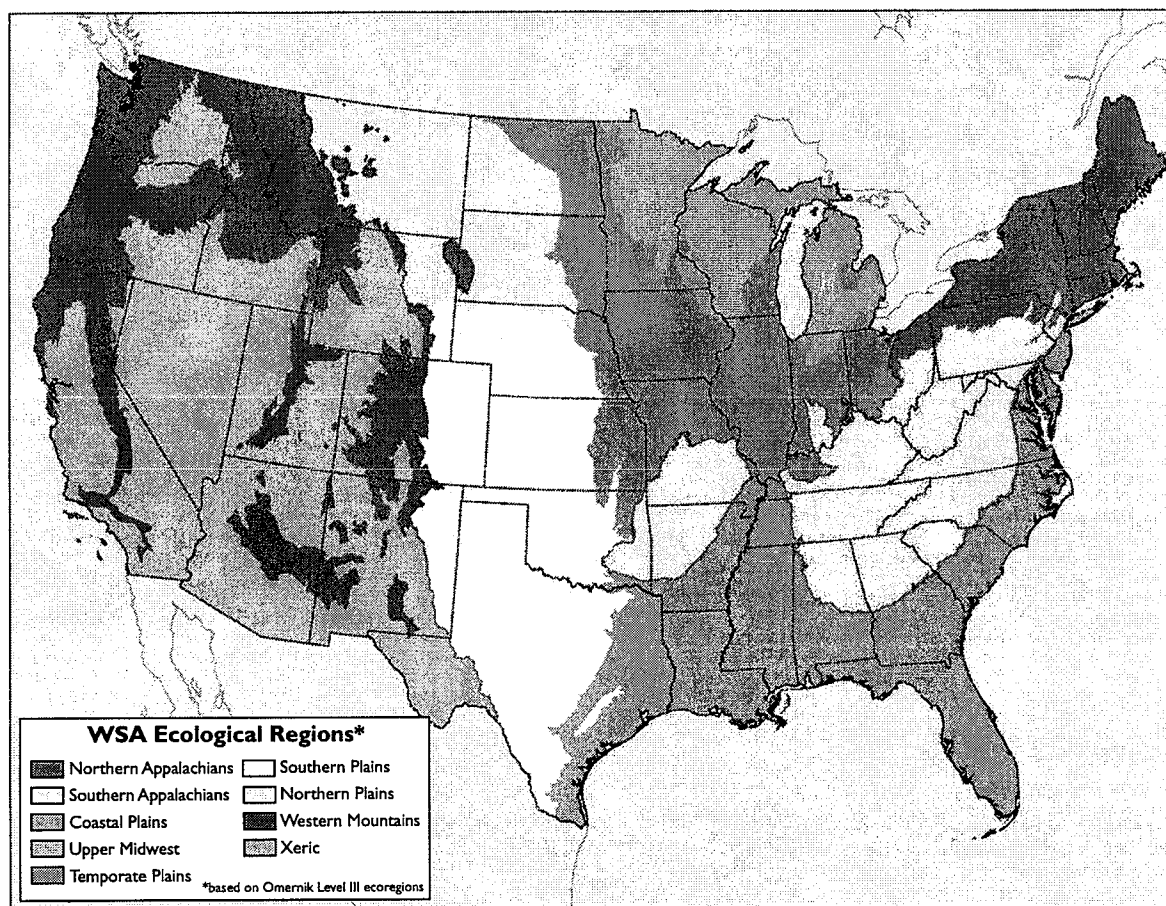 WSA Ecological Regions*
Northern Appalachians
Southern Appalachians
Coastal Plains
Upper Midwest
Temporate Plains
Southern Plains
Northern Plains
Western Mountains
Xeric
*based on Omernik Level III ecoregions